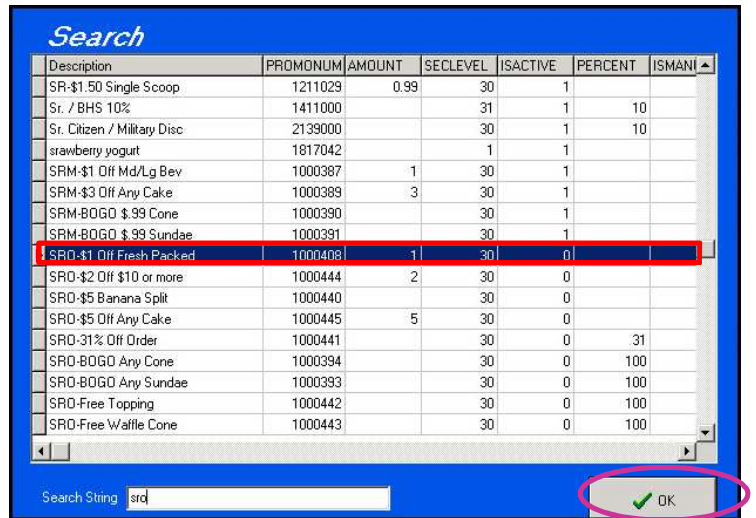 Search
Description PROMONUM AMOUNT SECLEVEL ISACTIVE PERCENT ISMAN
SR-$1.50 Single Scoop 1211029 0.99 30 1
Sr. / BHS 10% 1411000 31 1 10
Sr. Citizen / Military Disc 2139000 30 1 10
srawberry yogurt 1817042 1 1
SRM-$1 Off Md/Lg Bev 1000387 1 30 1
SRM-$3 Off Any Cake 1000389 3 30 1
SRM-BOGO $.99 Cone 1000390 30 1
SRM-BOGO $.99 Sundae 1000391 30 1
SRO-$1 Off Fresh Packed 1000408 1 30 0
SRO-$2 Off $10 or more 1000444 2 30 0
SRO-$5 Banana Split 1000440 30 0
SRO-$5 Off Any Cake 1000445 5 30 0
SRO-31% Off Order 1000441 30 0 31
SRO-BOGO Any Cone 1000394 30 0 100
SRO-BOGO Any Sundae 1000393 30 0 100
SRO-Free Topping 1000442 30 0 100
SRO-Free Waffle Cone 1000443 30 0 100
Search String sro
OK